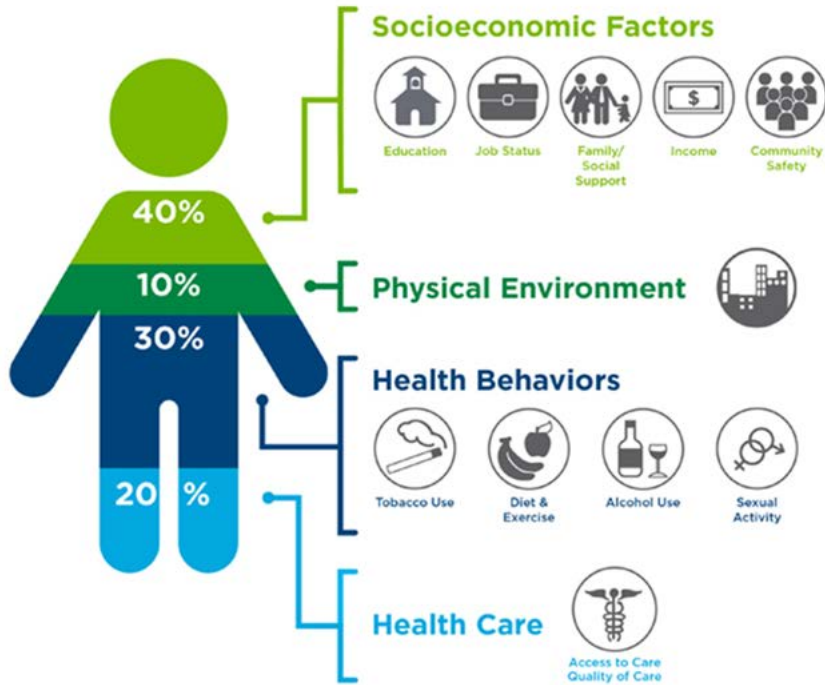 Socioeconomic Factors
$
Education
Job Status
Family/
Social
Support
Income
Community
Safety
40%
10%
Physical Environment
30%
Health Behaviors
Tobacco Use
Diet &
Exercise
Alcohol Use
Sexual
Activity
20 %
Health Care
Access to Care
Quality of Care